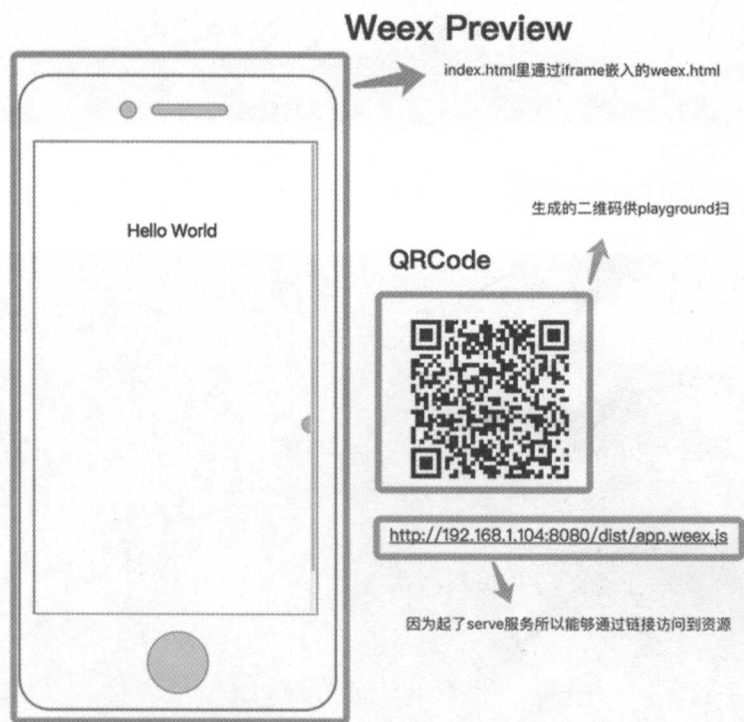 Weex Preview
index.html里通过iframe嵌入的weex.html
生成的二维码供playground扫
Hello World
QRCode
http://192.168.1.104:8080/dist/app.weex.js
因为起了serve服务所以能够通过链接访问到资源